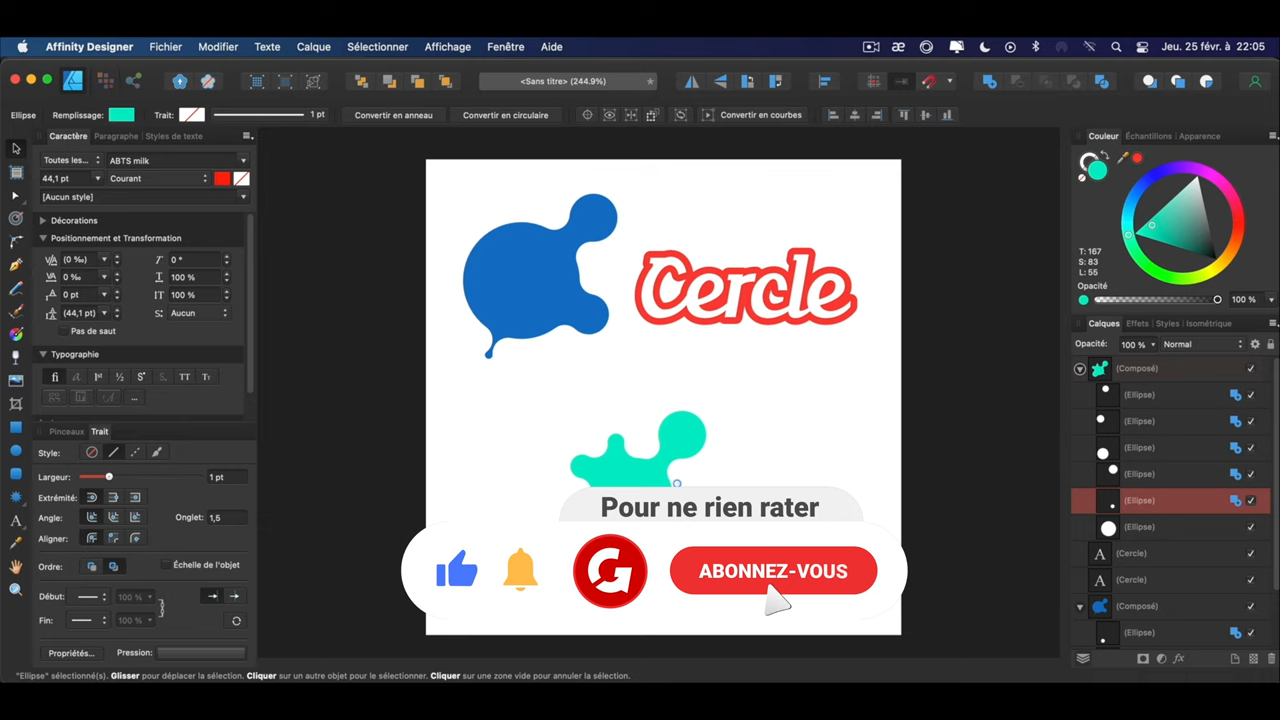 Affinity Designer Fichier Modifier Texte Calque Sélectionner Affichage Fenêtre Aide Jeu. 25 févr. à 22:05
<Sans titre> (244.9%)
Ellipse Remplissage: Trait: 1 pt Convertir en anneau Convertir en circulaire Convertir en courbes
Caractère Paragraphe Styles de texte
Toutes les... ABTS milk
44,1 pt Courant
[Aucun style]
Décorations
Positionnement et Transformation
(0 ‰) 0 °
0 ‰ 100 %
0 pt 100 %
(44,1 pt) Aucun
Pas de saut
Typographie
fi
Pinceaux Trait
Style:
Largeur: 1 pt
Extrémité:
Angle: Onglet: 1,5
Aligner:
Ordre: Échelle de l'objet
Début: 100 %
Fin: 100 %
Propriétés... Pression:
Cercle
Pour ne rien rater
G
ABONNEZ-VOUS
Couleur Échantillons Apparence
T: 167
S: 83
L: 55
Opacité
100 %
Calques Effets Styles Isométrique
Opacité: 100 % Normal
(Composé)
(Ellipse)
(Ellipse)
(Ellipse)
(Ellipse)
(Ellipse)
(Ellipse)
A (Cercle)
A (Cercle)
(Composé)
(Ellipse)
"Ellipse" sélectionné(s). Glisser pour déplacer la sélection. Cliquer sur un autre objet pour le sélectionner. Cliquer sur une zone vide pour annuler la sélection.